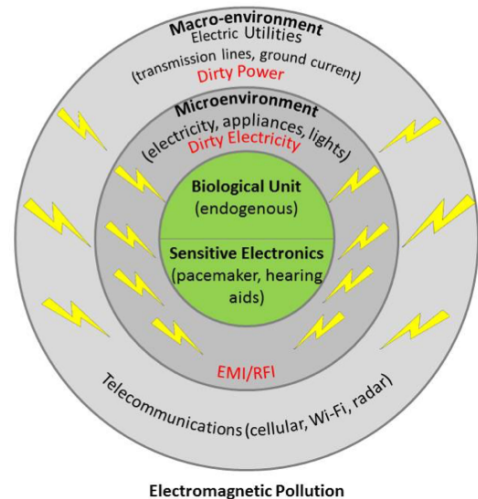 Macro-environment
Electric Utilities
(transmission lines, ground current)
Dirty Power
Microenvironment
(electricity, appliances, lights)
Dirty Electricity
Biological Unit
(endogenous)
Sensitive Electronics
(pacemaker, hearing
aids)
EMI/RFI
Telecommunications (cellular, Wi-Fi, radar)
Electromagnetic Pollution